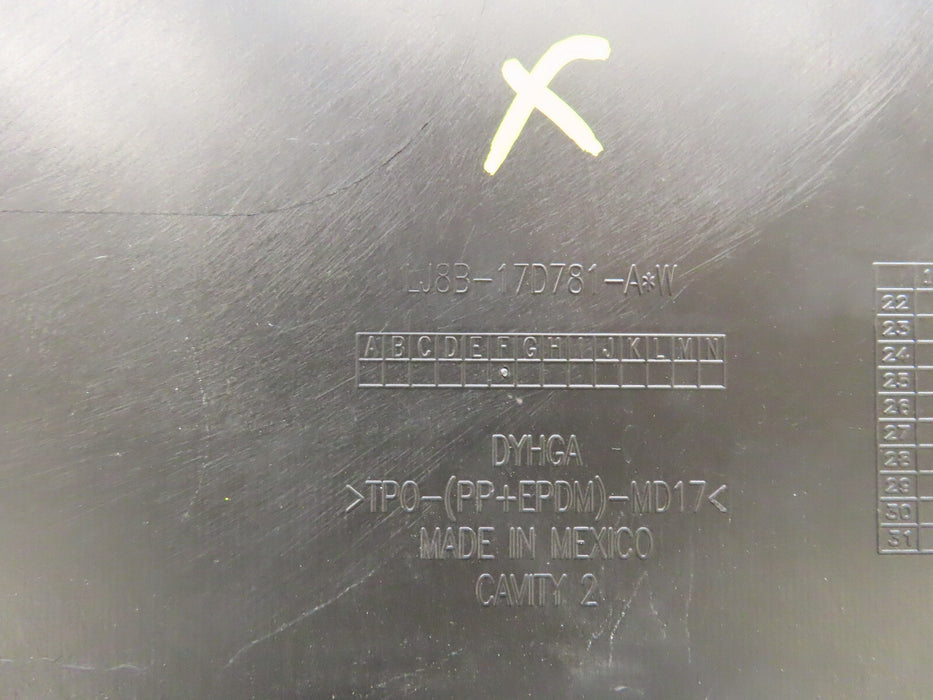 X
LJ8B-17D781-A*W
A B C D E F G H I J K L M N
DYHGA
>TPO-(PP+EPDM)-MD17<
MADE IN MEXICO
CAVITY 2
1
22
23
24
25
26
27
28
29
30
31